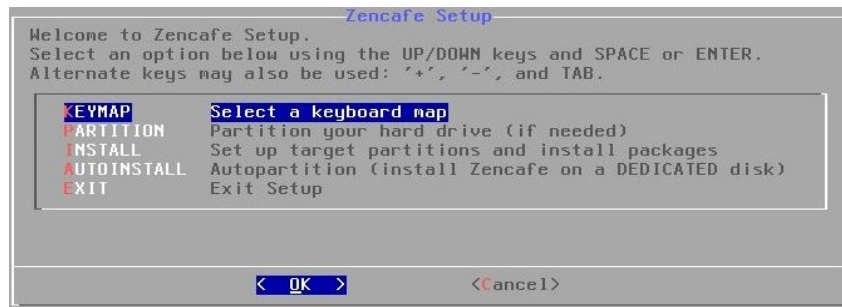 Zencafe Setup
Welcome to Zencafe Setup.
Select an option below using the UP/DOWN keys and SPACE or ENTER.
Alternate keys may also be used: '+', '-', and TAB.
KEYMAP Select a keyboard map
PARTITION Partition your hard drive (if needed)
INSTALL Set up target partitions and install packages
AUTOINSTALL Autopartition (install Zencafe on a DEDICATED disk)
EXIT Exit Setup
< OK > <Cancel>